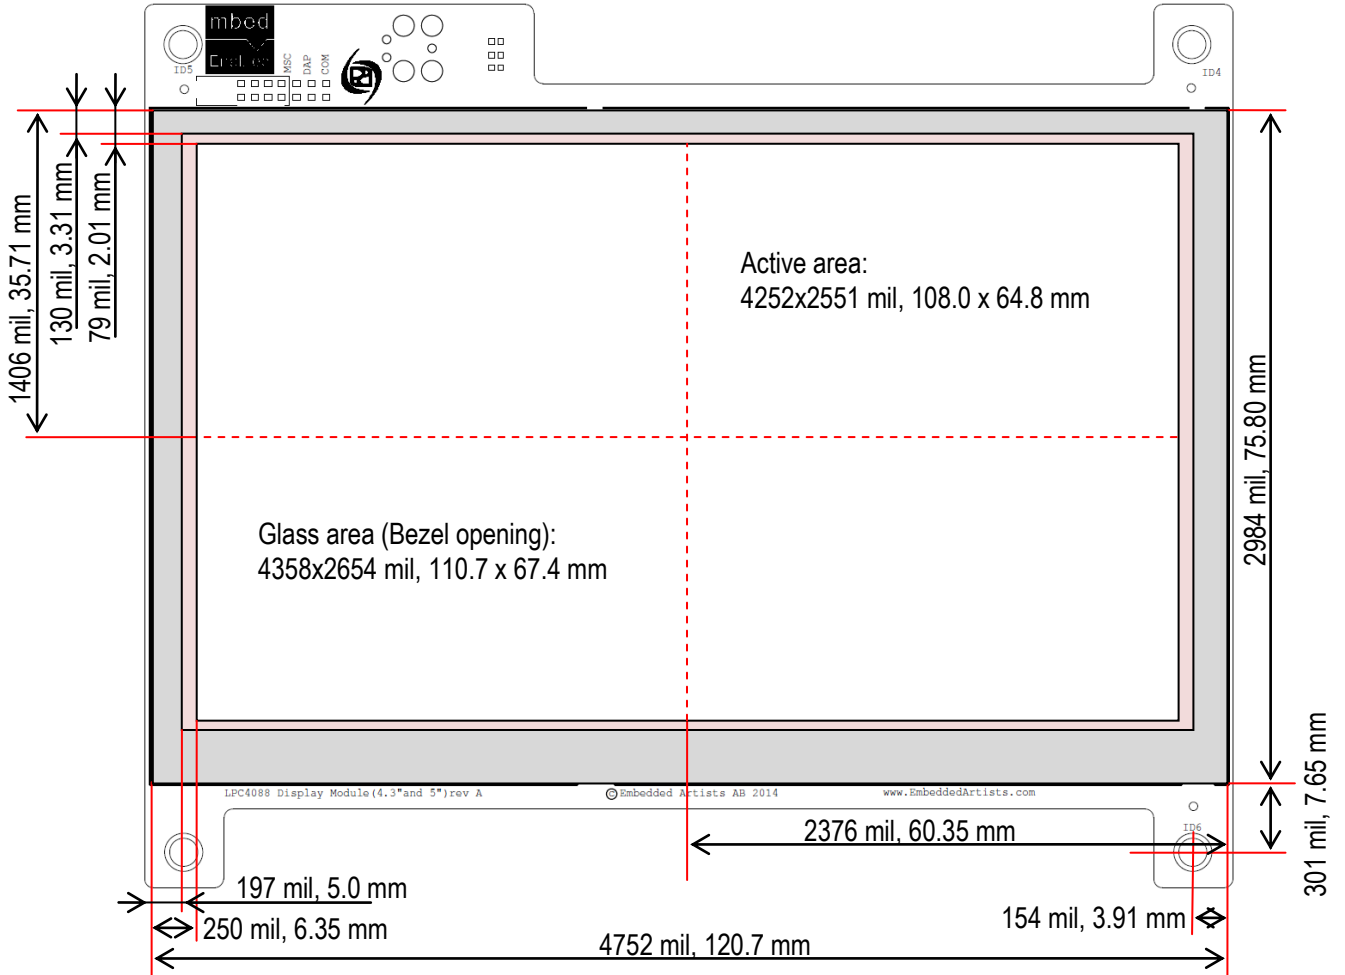 mbed
ID5
MSC
DAP
COM
ID4
1406 mil, 35.71 mm
130 mil, 3.31 mm
79 mil, 2.01 mm
Active area:
4252x2551 mil, 108.0 x 64.8 mm
2984 mil, 75.80 mm
Glass area (Bezel opening):
4358x2654 mil, 110.7 x 67.4 mm
LPC4088 Display Module(4.3"and 5")rev A
©Embedded Artists AB 2014
www.EmbeddedArtists.com
301 mil, 7.65 mm
2376 mil, 60.35 mm
ID6
197 mil, 5.0 mm
250 mil, 6.35 mm
154 mil, 3.91 mm
4752 mil, 120.7 mm